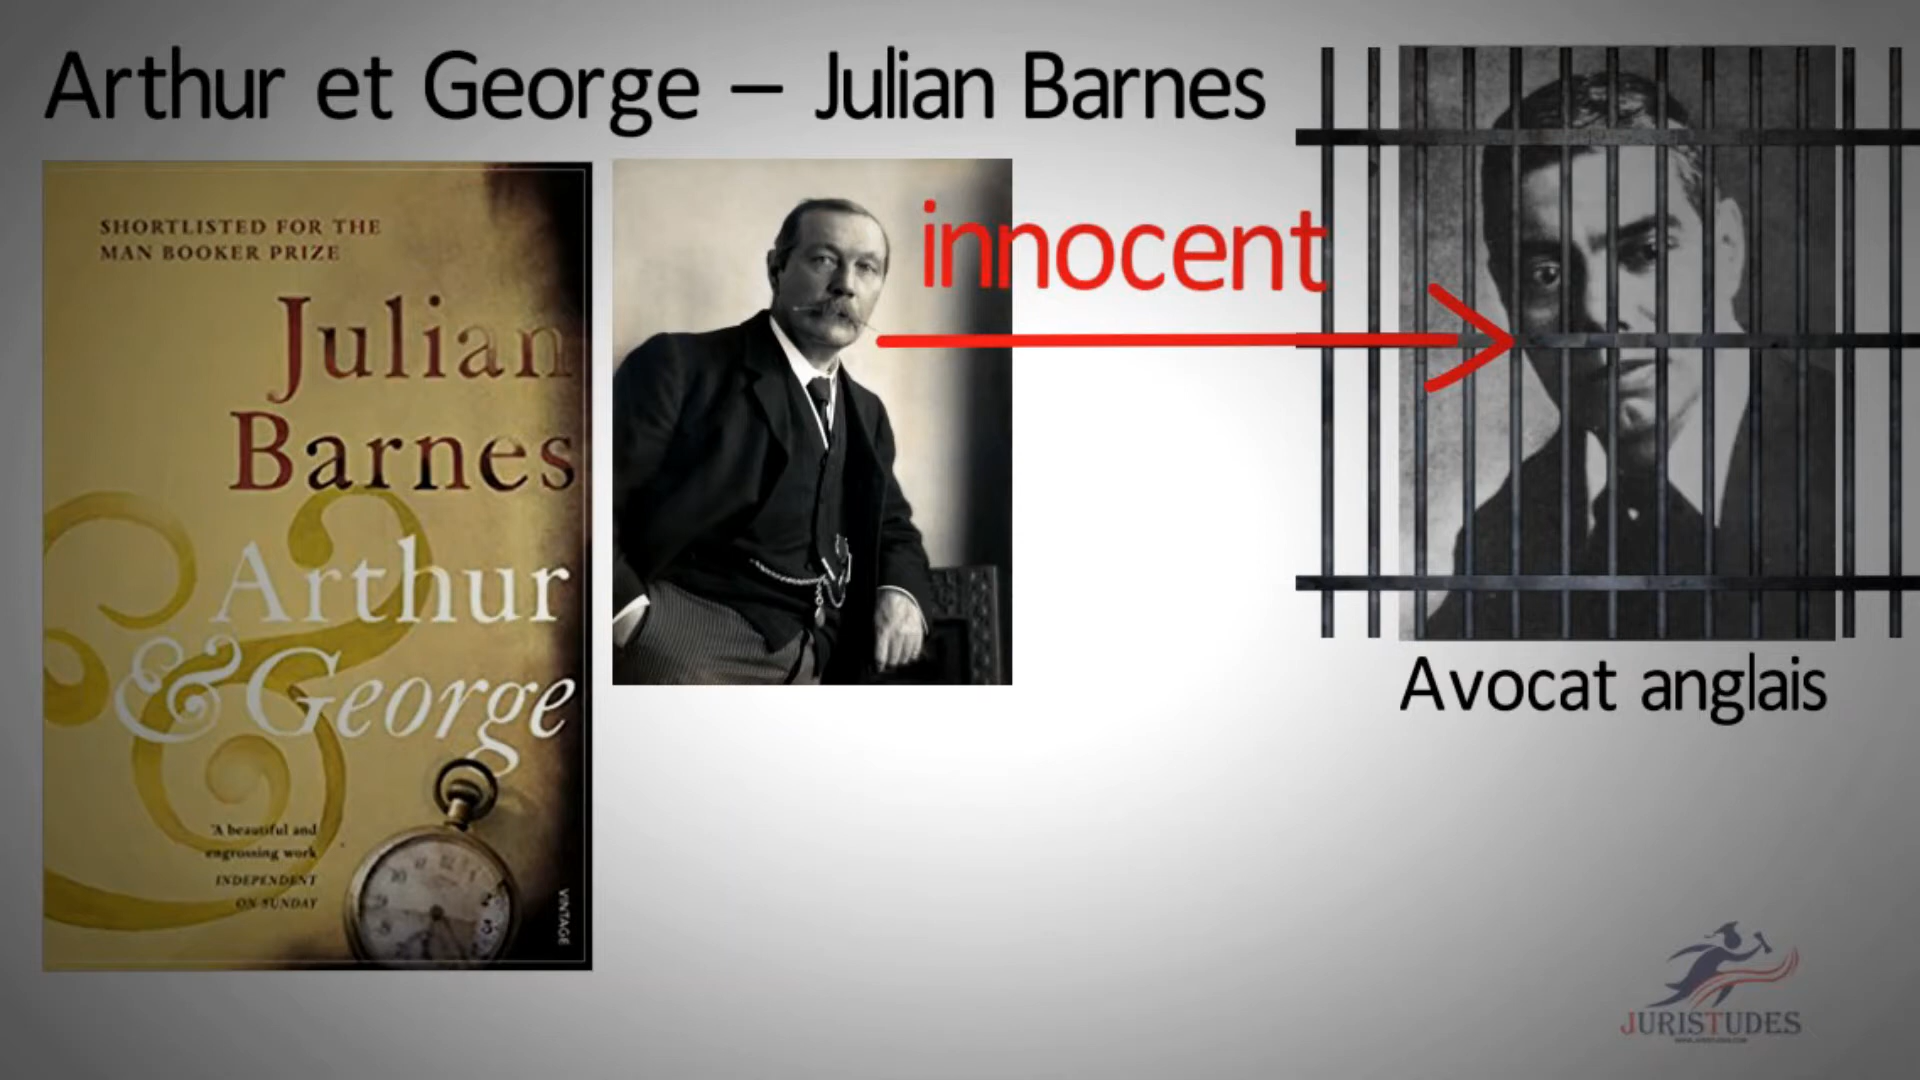 Arthur et George – Julian Barnes
SHORTLISTED FOR THE
MAN BOOKER PRIZE
Julian
Barnes
Arthur
& George
'A beautiful and
engrossing work
INDEPENDENT
ON SUNDAY
VINTAGE
innocent
Avocat anglais
JURISTUDES